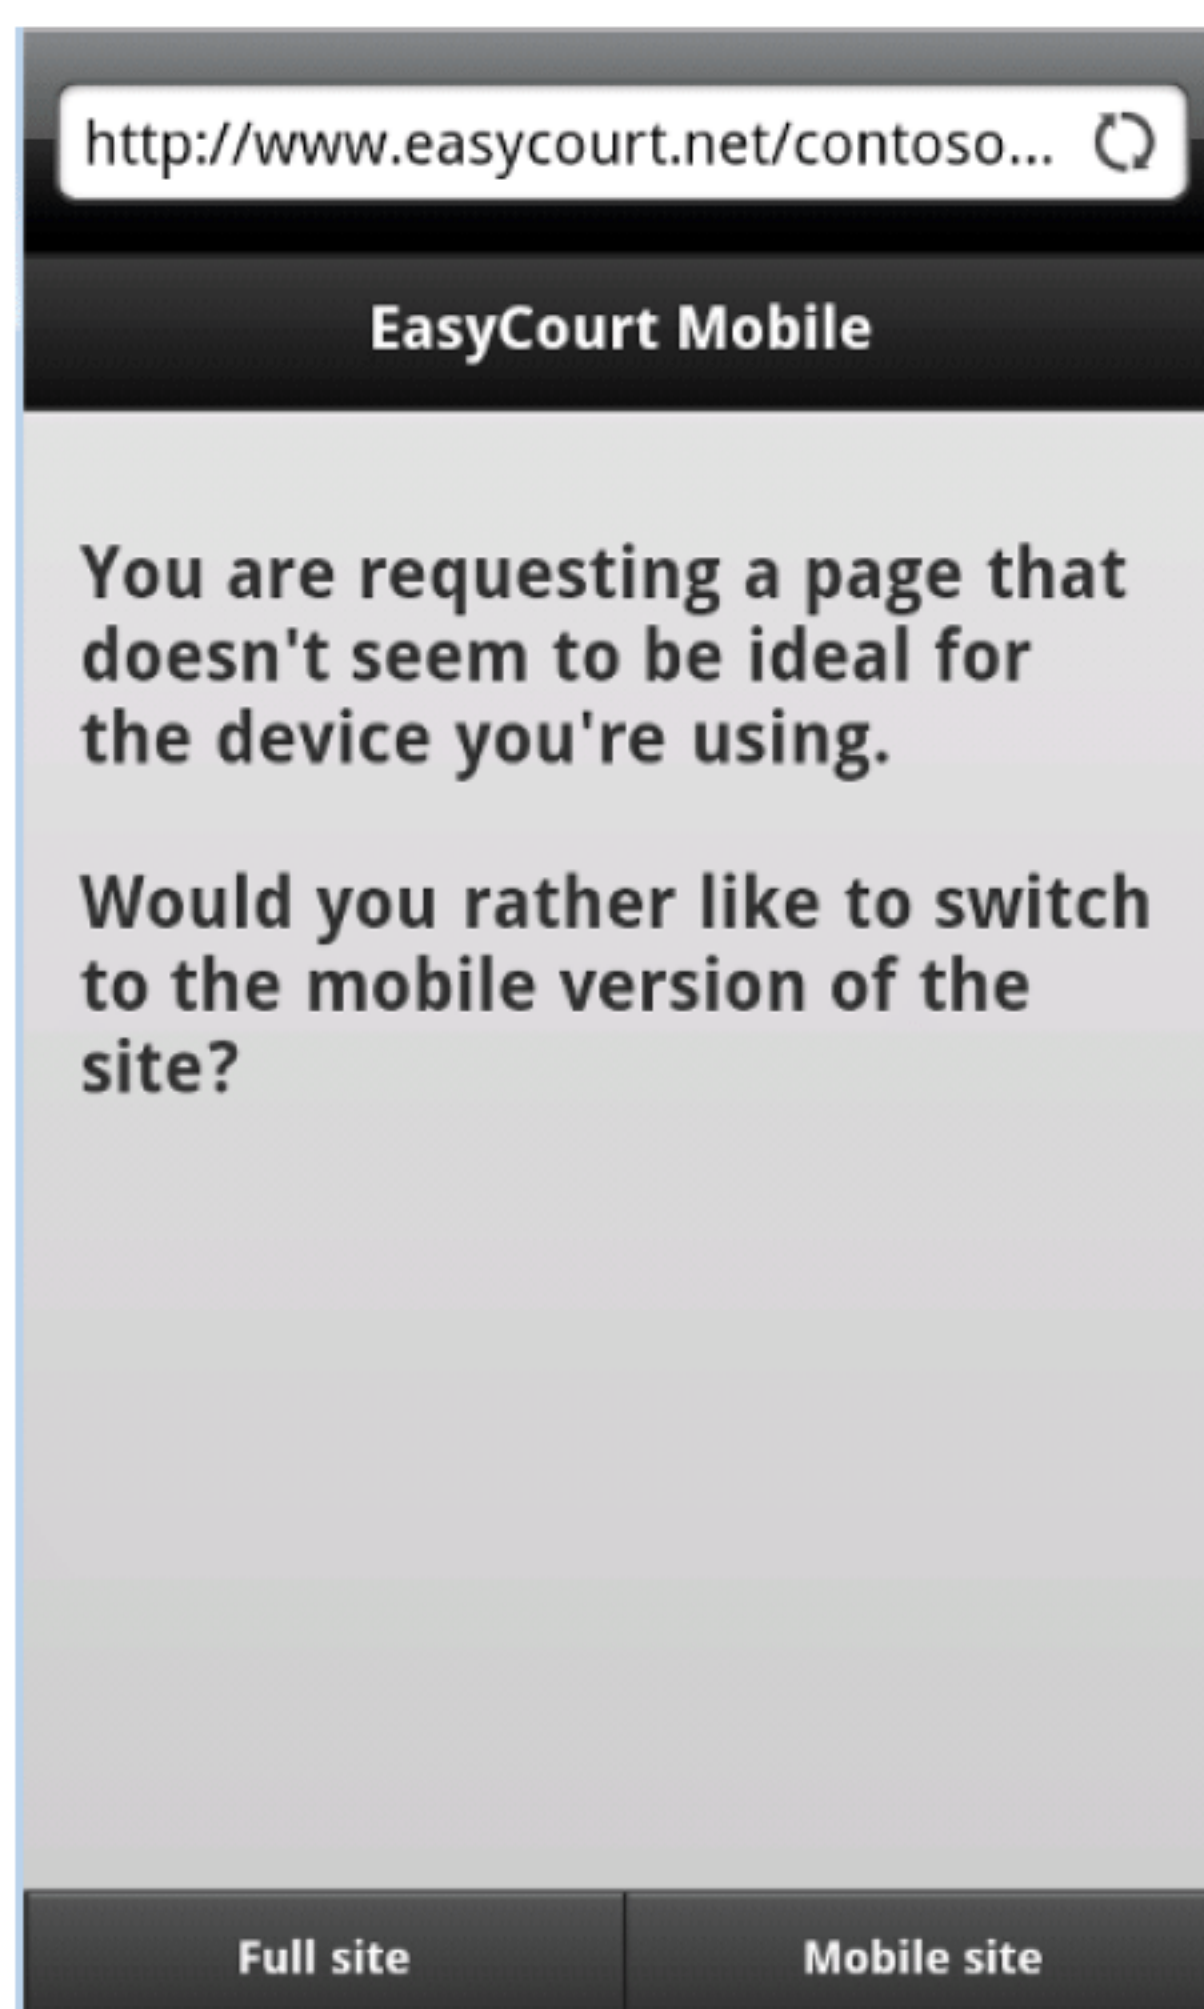 http://www.easycourt.net/contoso...
EasyCourt Mobile
You are requesting a page that
doesn't seem to be ideal for
the device you're using.
Would you rather like to switch
to the mobile version of the
site?
Full site
Mobile site